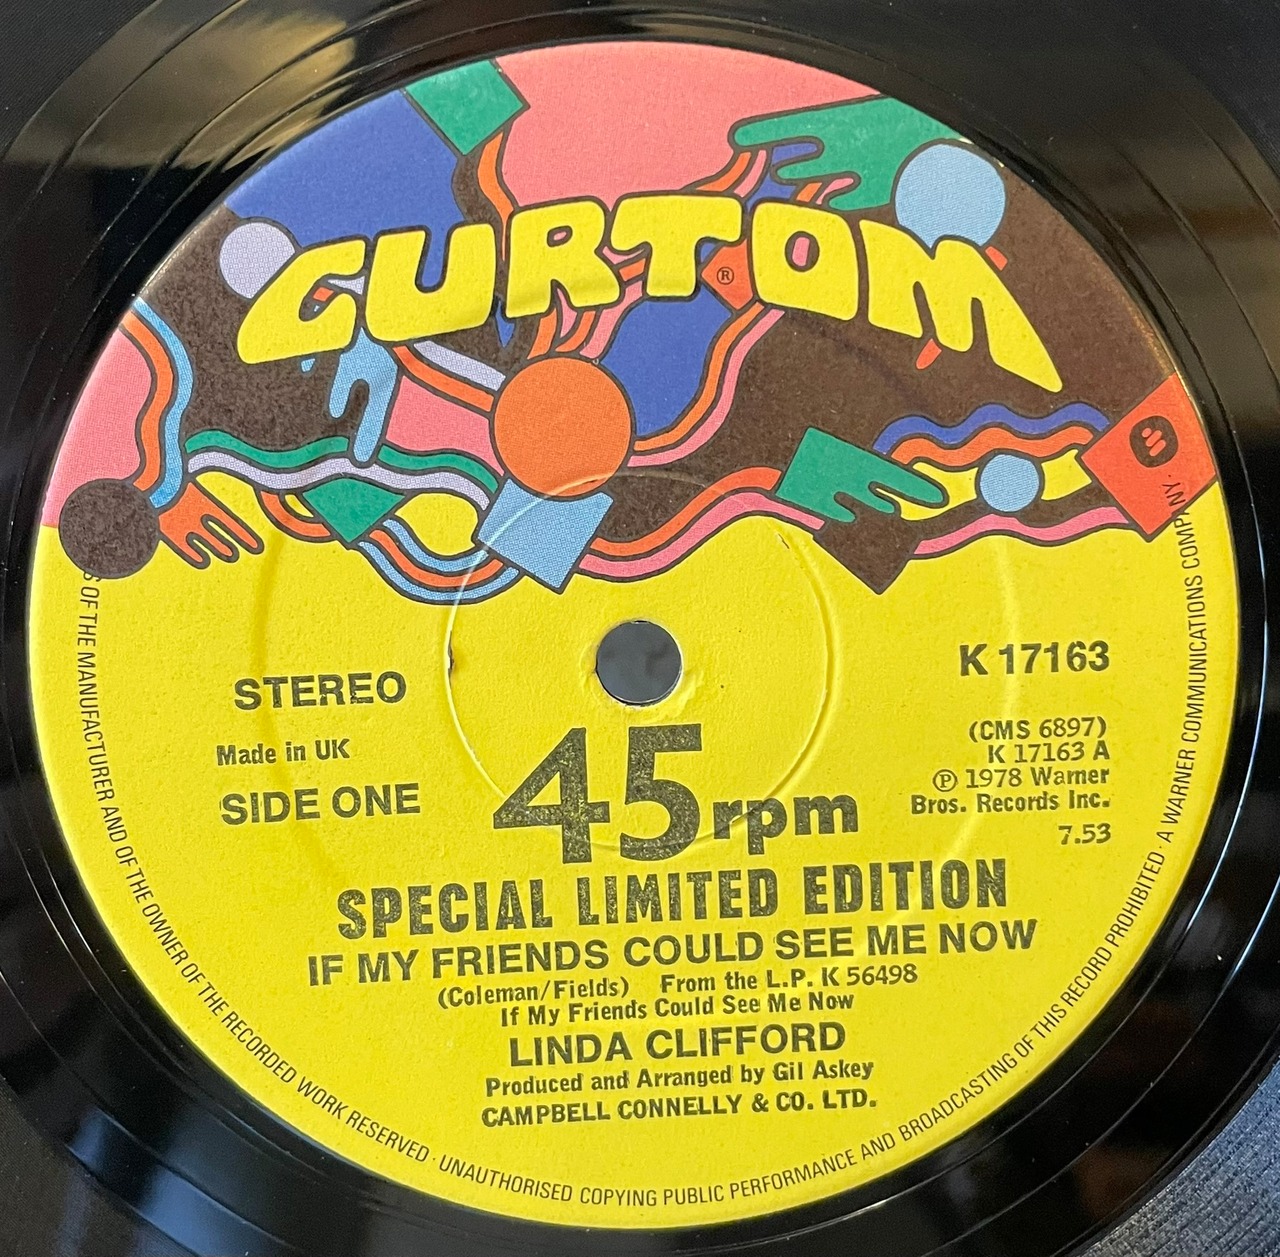 CURTOM
®
STEREO
Made in UK
SIDE ONE
K 17163
(CMS 6897)
K 17163 A
℗ 1978 Warner
Bros. Records Inc.
7.53
45rpm
SPECIAL LIMITED EDITION
IF MY FRIENDS COULD SEE ME NOW
(Coleman/Fields) From the L.P. K 56498
If My Friends Could See Me Now
LINDA CLIFFORD
Produced and Arranged by Gil Askey
CAMPBELL CONNELLY & CO. LTD.
OF THE MANUFACTURER AND OF THE OWNER OF THE RECORDED WORK RESERVED · UNAUTHORISED COPYING PUBLIC PERFORMANCE AND BROADCASTING OF THIS RECORD PROHIBITED · A WARNER COMMUNICATIONS COMPANY ·